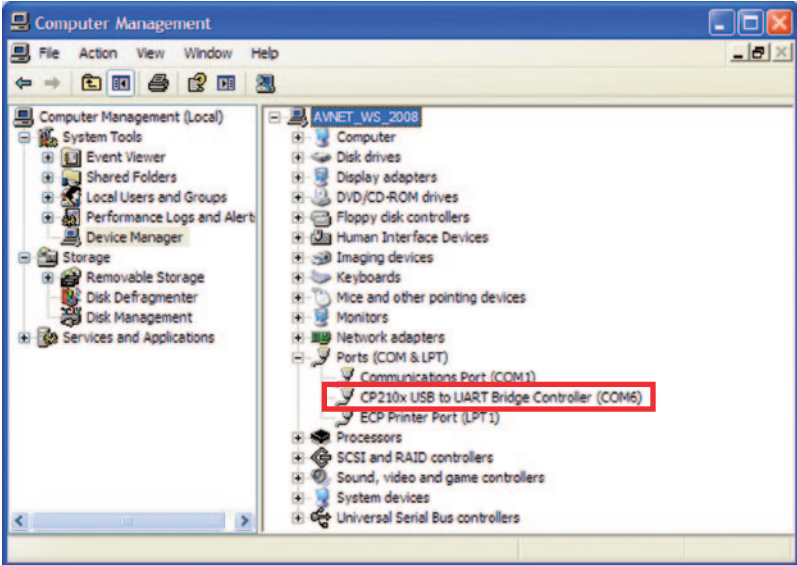 Computer Management
File Action View Window Help
Computer Management (Local)
System Tools
Event Viewer
Shared Folders
Local Users and Groups
Performance Logs and Alert
Device Manager
Storage
Removable Storage
Disk Defragmenter
Disk Management
Services and Applications
AVNET_WS_2008
Computer
Disk drives
Display adapters
DVD/CD-ROM drives
Floppy disk controllers
Human Interface Devices
Imaging devices
Keyboards
Mice and other pointing devices
Monitors
Network adapters
Ports (COM & LPT)
Communications Port (COM1)
CP210x USB to UART Bridge Controller (COM6)
ECP Printer Port (LPT1)
Processors
SCSI and RAID controllers
Sound, video and game controllers
System devices
Universal Serial Bus controllers